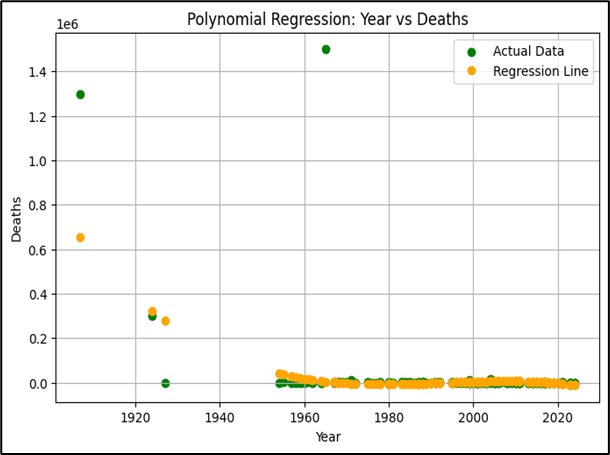 Polynomial Regression: Year vs Deaths
1e6
Actual Data
Regression Line
1.4
1.2
1.0
0.8
0.6
0.4
0.2
0.0
Deaths
1920 1940 1960 1980 2000 2020
Year